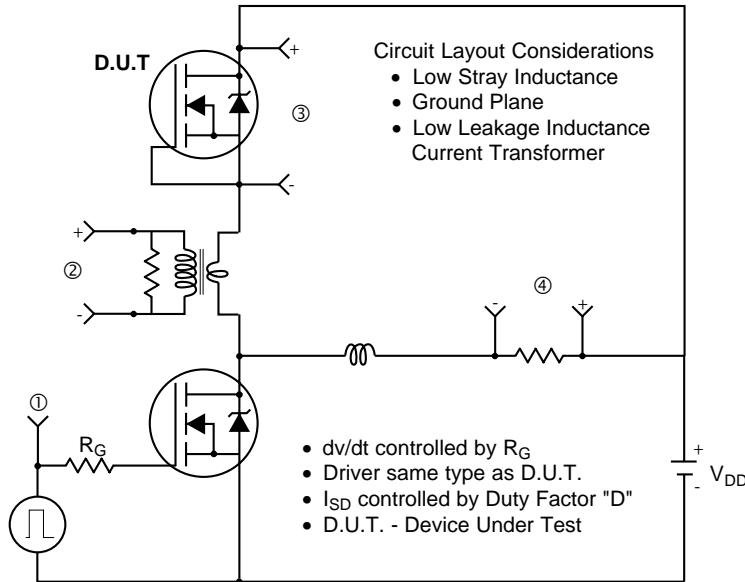 D.U.T
+
③
-
Circuit Layout Considerations
• Low Stray Inductance
• Ground Plane
• Low Leakage Inductance
Current Transformer
+
②
-
④
-
+
①
R_G
• dv/dt controlled by R_G
• Driver same type as D.U.T.
• I_SD controlled by Duty Factor "D"
• D.U.T. - Device Under Test
+
-
V_DD